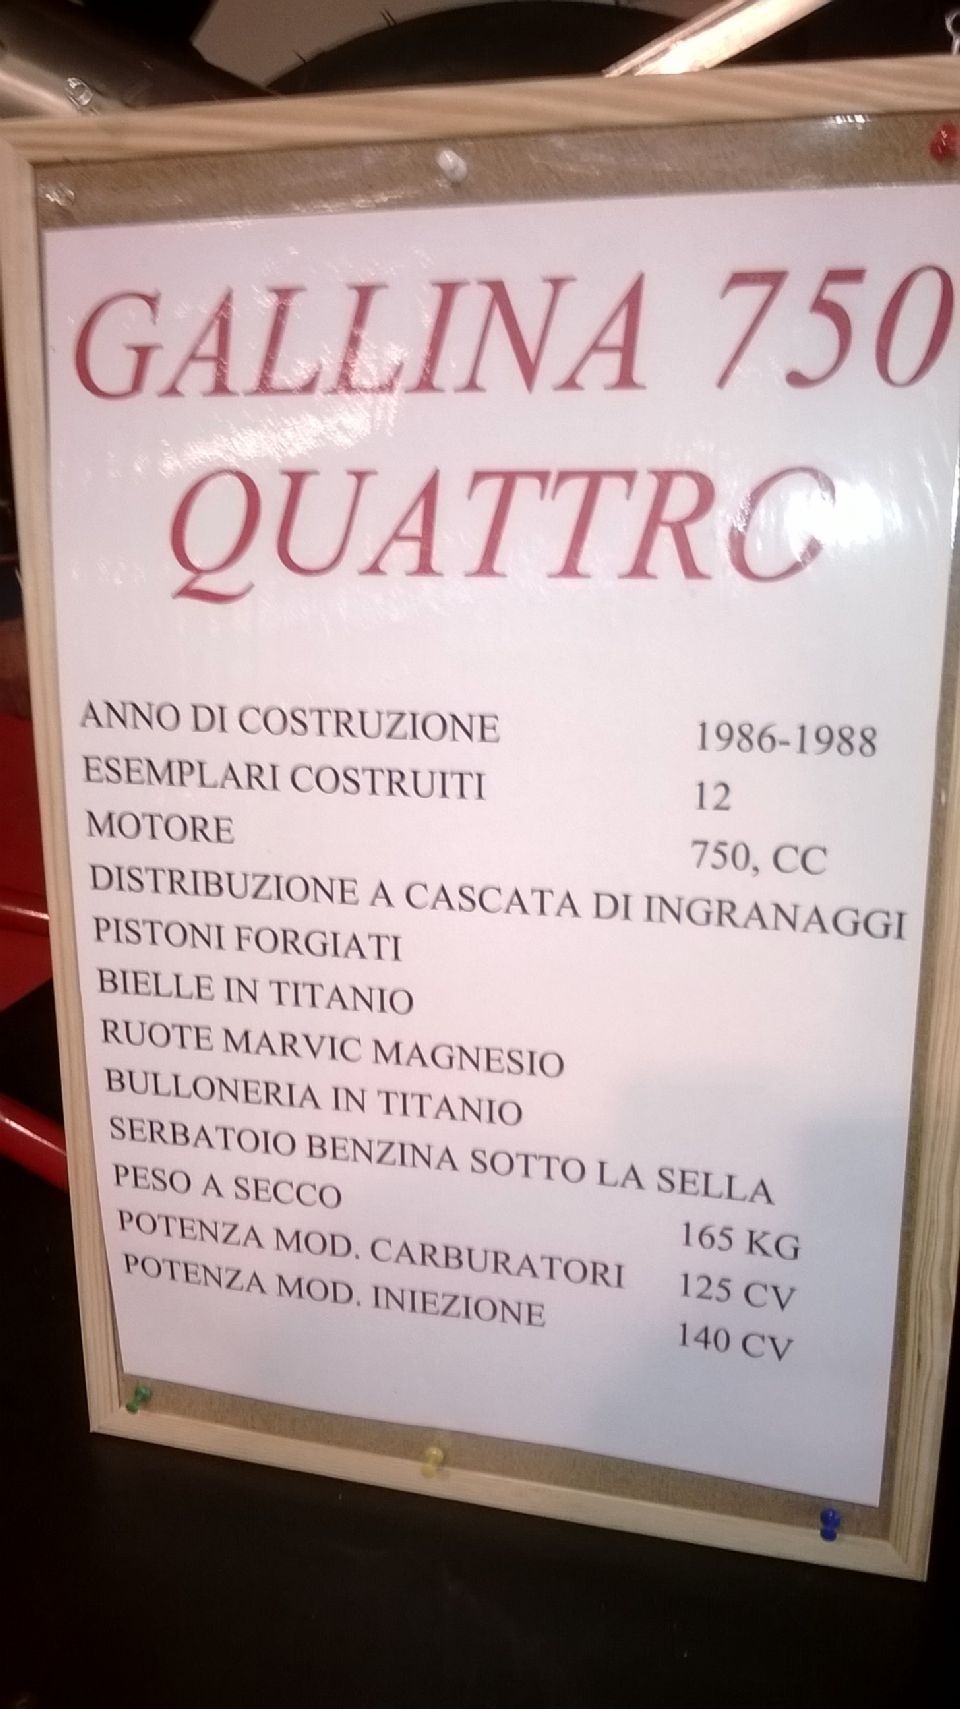 GALLINA 750
QUATTRO
ANNO DI COSTRUZIONE 1986-1988
ESEMPLARI COSTRUITI 12
MOTORE 750, CC
DISTRIBUZIONE A CASCATA DI INGRANAGGI
PISTONI FORGIATI
BIELLE IN TITANIO
RUOTE MARVIC MAGNESIO
BULLONERIA IN TITANIO
SERBATOIO BENZINA SOTTO LA SELLA
PESO A SECCO 165 KG
POTENZA MOD. CARBURATORI 125 CV
POTENZA MOD. INIEZIONE 140 CV